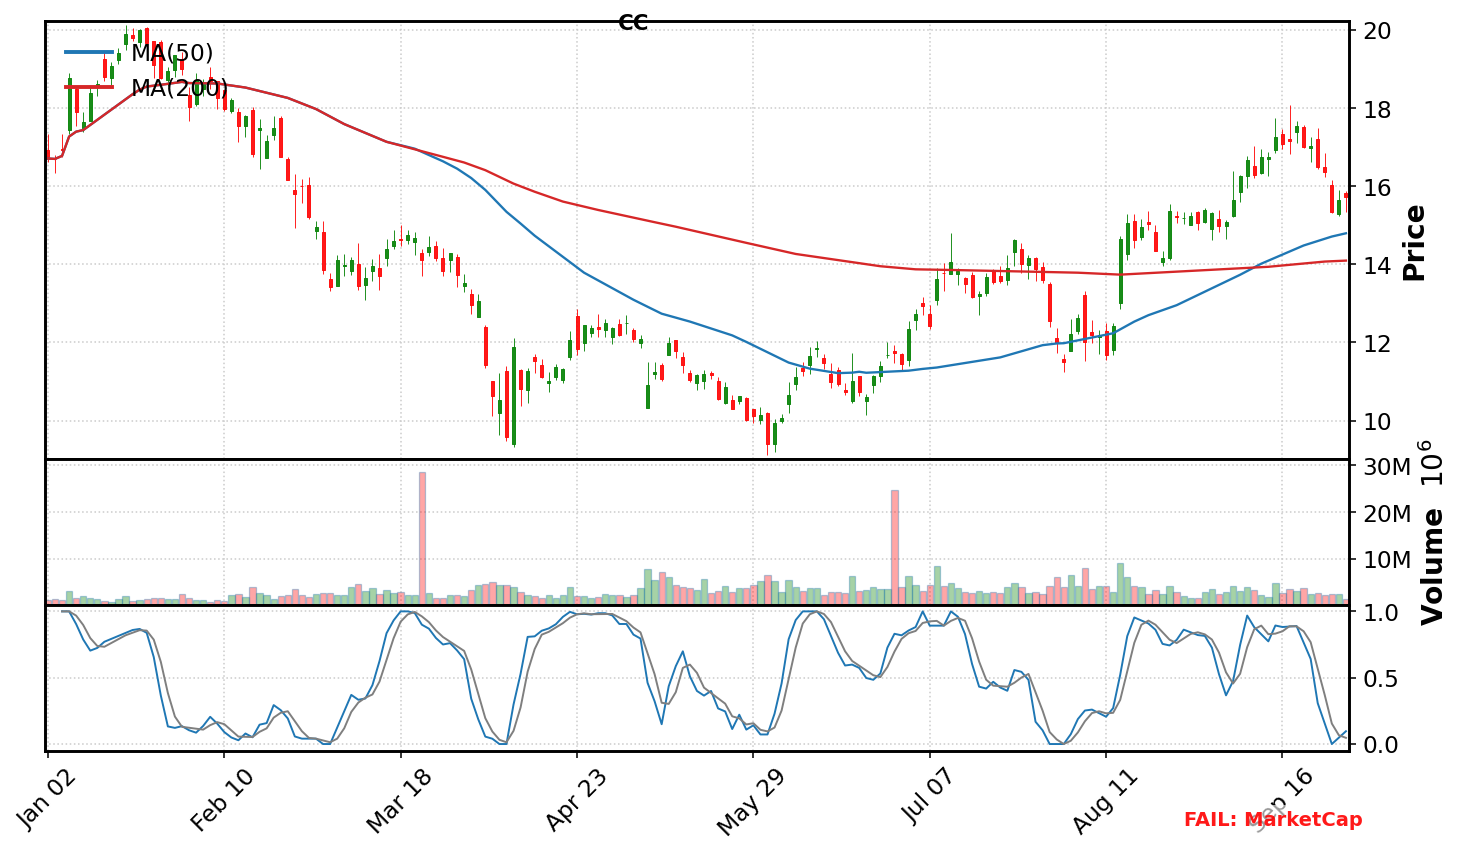 CC
MA(50)
MA(200)
20
18
16
14
12
10
Price
30M
20M
10M
Volume 10^6
1.0
0.5
0.0
Jan 02
Feb 10
Mar 18
Apr 23
May 29
Jul 07
Aug 11
Sep 16
FAIL: MarketCap